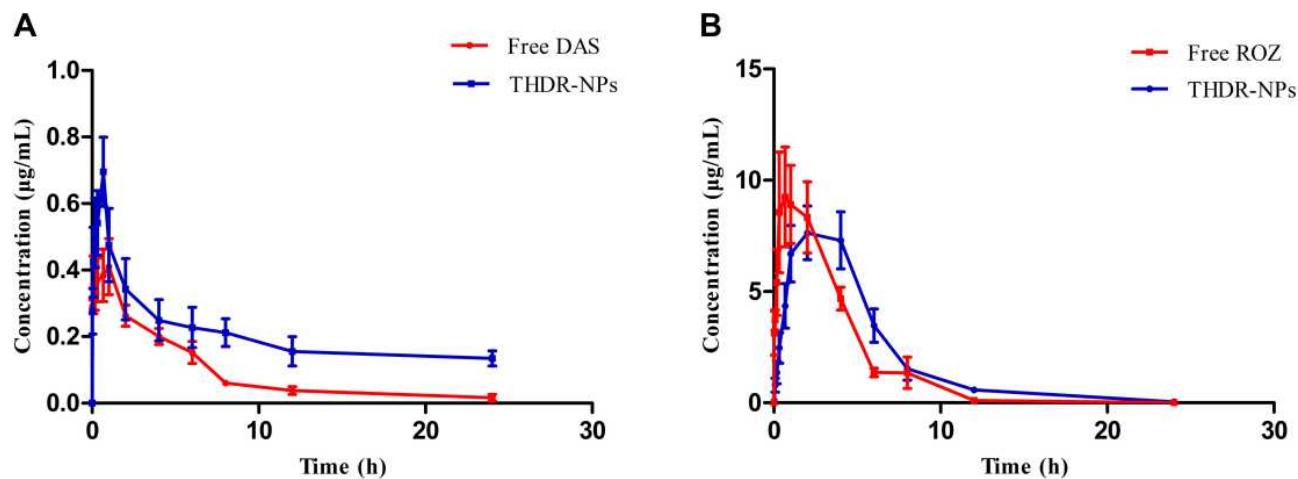 A
Free DAS
THDR-NPs
1.0
0.8
0.6
0.4
0.2
0.0
Concentration (µg/mL)
0
10
20
30
Time (h)
B
Free ROZ
THDR-NPs
15
10
5
0
Concentration (µg/mL)
0
10
20
30
Time (h)